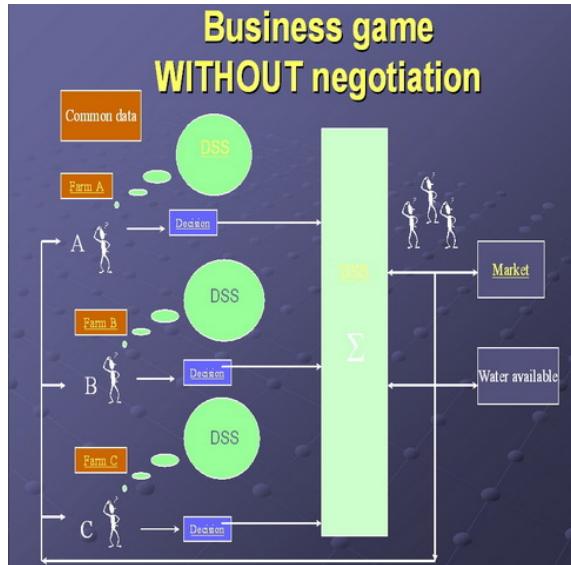 Business game
WITHOUT negotiation
Common data
DSS
Farm A
A
Decision
DSS
Market
DSS
Farm B
Σ
B
Decision
Water available
DSS
Farm C
C
Decision